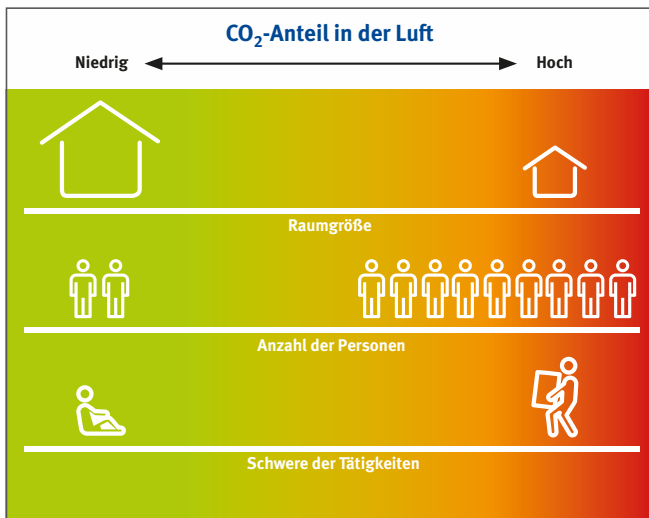 CO₂-Anteil in der Luft
Niedrig
Hoch
Raumgröße
Anzahl der Personen
Schwere der Tätigkeiten